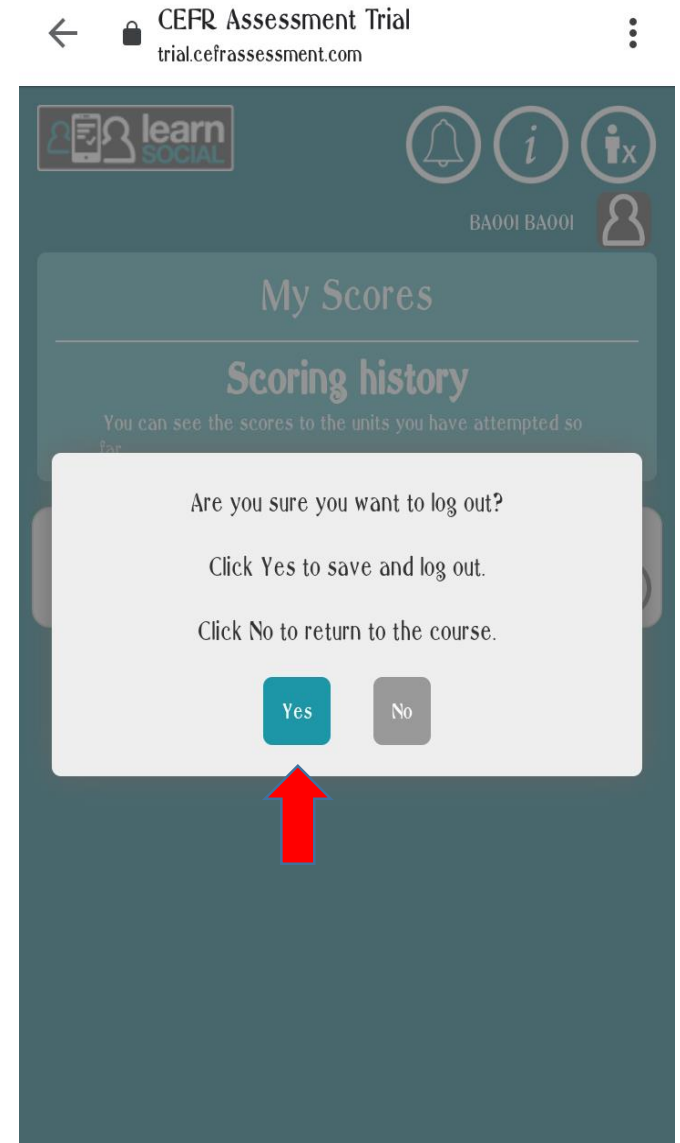 CEFR Assessment Trial
trial.cefrassessment.com
learn
SOCIAL
i
x
BA001 BA001
My Scores
Scoring history
You can see the scores to the units you have attempted so
far
Are you sure you want to log out?
Click Yes to save and log out.
Click No to return to the course.
Yes No